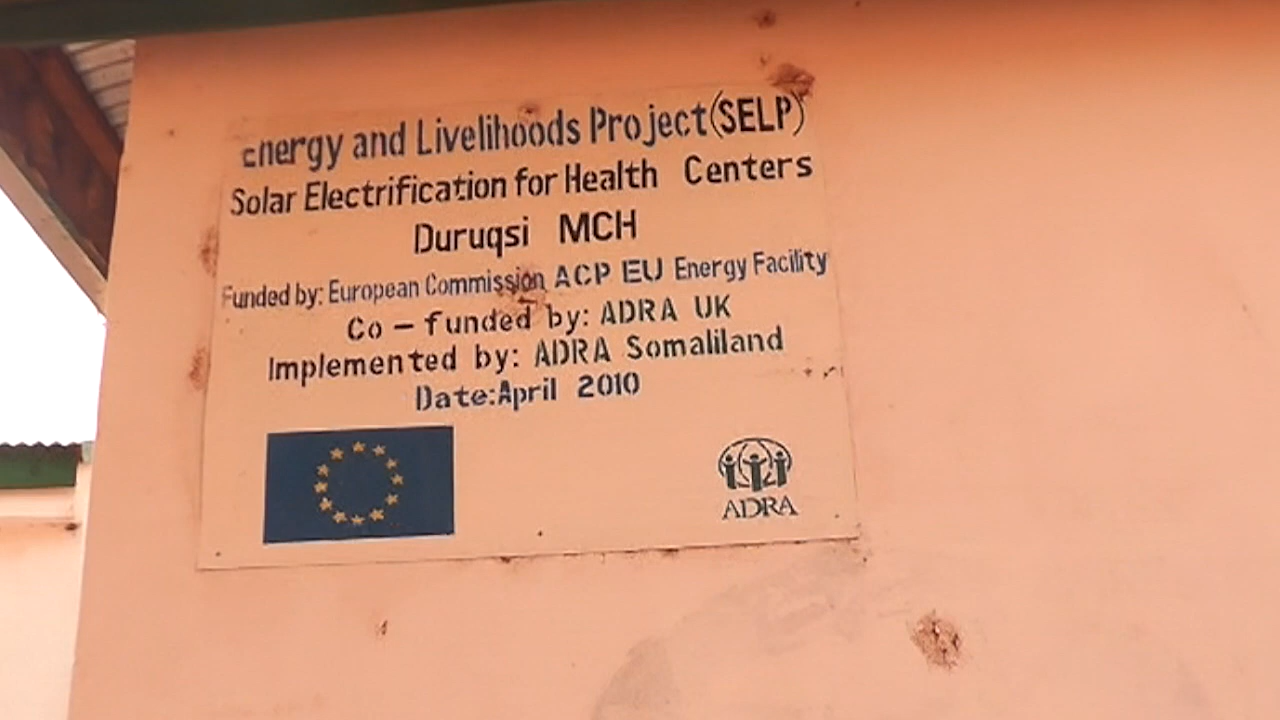 Energy and Livelihoods Project(SELP)
Solar Electrification for Health Centers
Duruqsi MCH
Funded by: European Commission ACP EU Energy Facility
Co – funded by: ADRA UK
Implemented by: ADRA Somaliland
Date:April 2010
ADRA